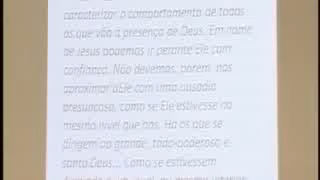 caracterizar o comportamento de todos
os que vão à presença de Deus. Em nome
de Jesus podemos ir perante Ele com
confiança. Não devemos, porém, nos
aproximar dEle com uma ousadia
presunçosa, como se Ele estivesse no
mesmo nível que nós. Há os que se
dirigem ao grande, todo-poderoso e
santo Deus... Como se estivessem